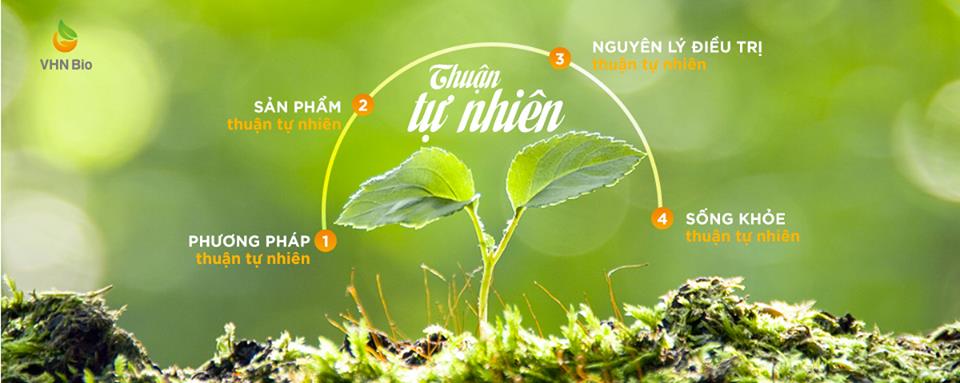 VHN Bio
Thuận
tự nhiên
1
PHƯƠNG PHÁP
thuận tự nhiên
2
SẢN PHẨM
thuận tự nhiên
3
NGUYÊN LÝ ĐIỀU TRỊ
thuận tự nhiên
4
SỐNG KHỎE
thuận tự nhiên